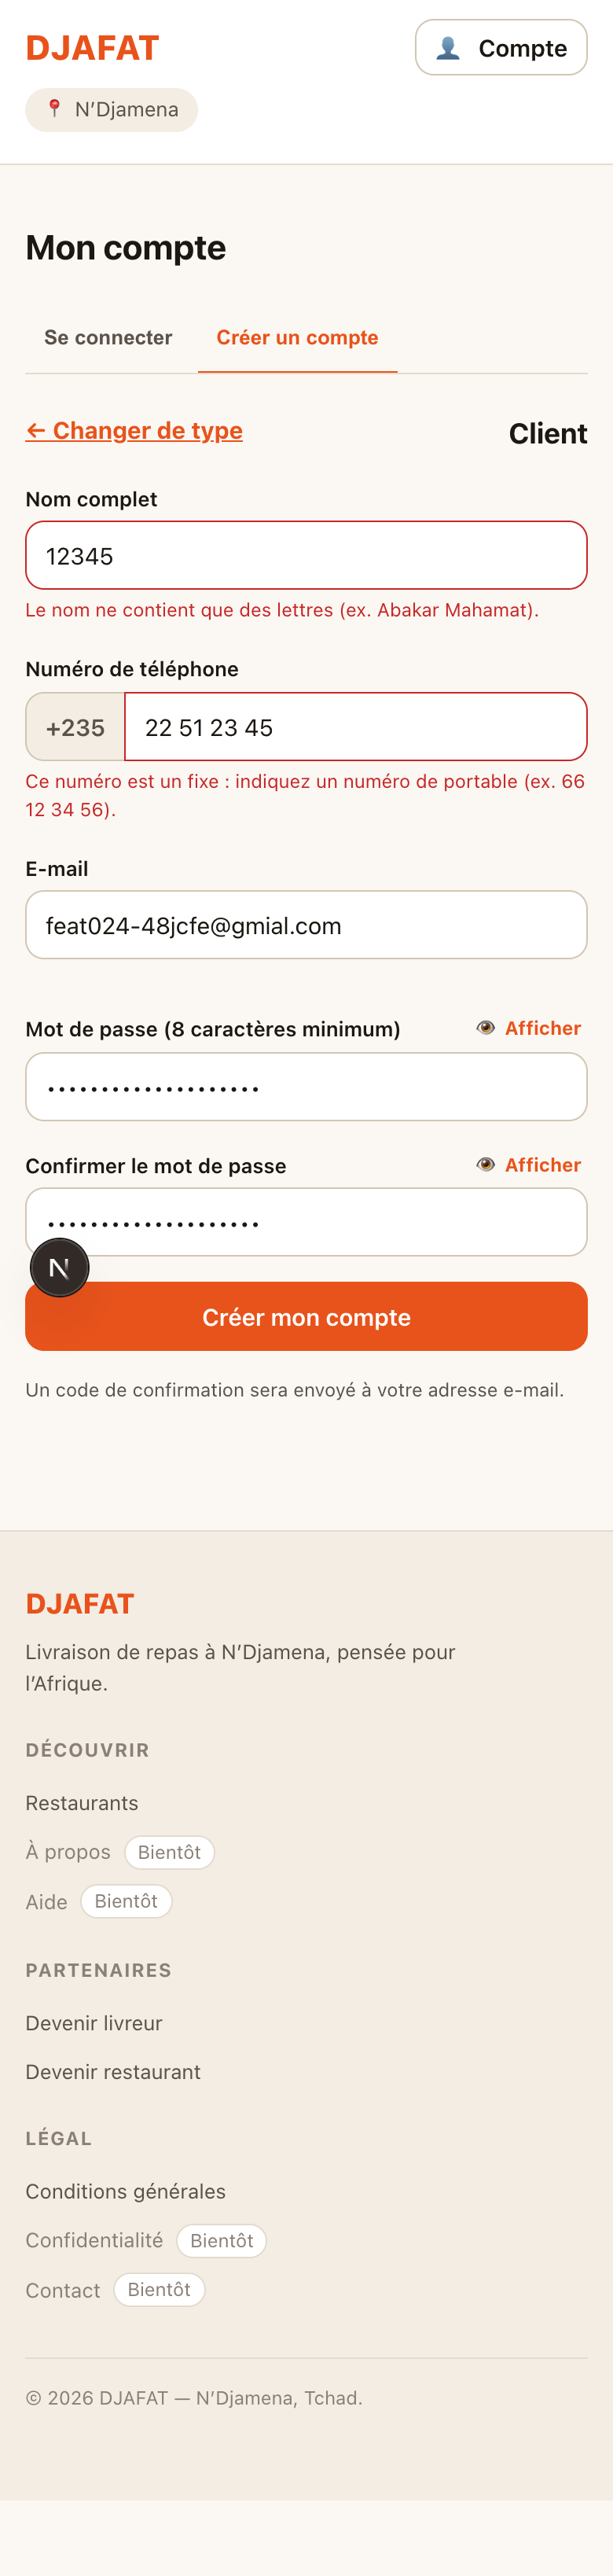 DJAFAT
Compte
N’Djamena
Mon compte
Se connecter
Créer un compte
← Changer de type
Client
Nom complet
12345
Le nom ne contient que des lettres (ex. Abakar Mahamat).
Numéro de téléphone
+235
22 51 23 45
Ce numéro est un fixe : indiquez un numéro de portable (ex. 66
12 34 56).
E-mail
feat024-48jcfe@gmial.com
Mot de passe (8 caractères minimum)
Afficher
••••••••••••••••••••
Confirmer le mot de passe
Afficher
••••••••••••••••••••
N
Créer mon compte
Un code de confirmation sera envoyé à votre adresse e-mail.
DJAFAT
Livraison de repas à N’Djamena, pensée pour
l’Afrique.
DÉCOUVRIR
Restaurants
À propos Bientôt
Aide Bientôt
PARTENAIRES
Devenir livreur
Devenir restaurant
LÉGAL
Conditions générales
Confidentialité Bientôt
Contact Bientôt
© 2026 DJAFAT — N’Djamena, Tchad.